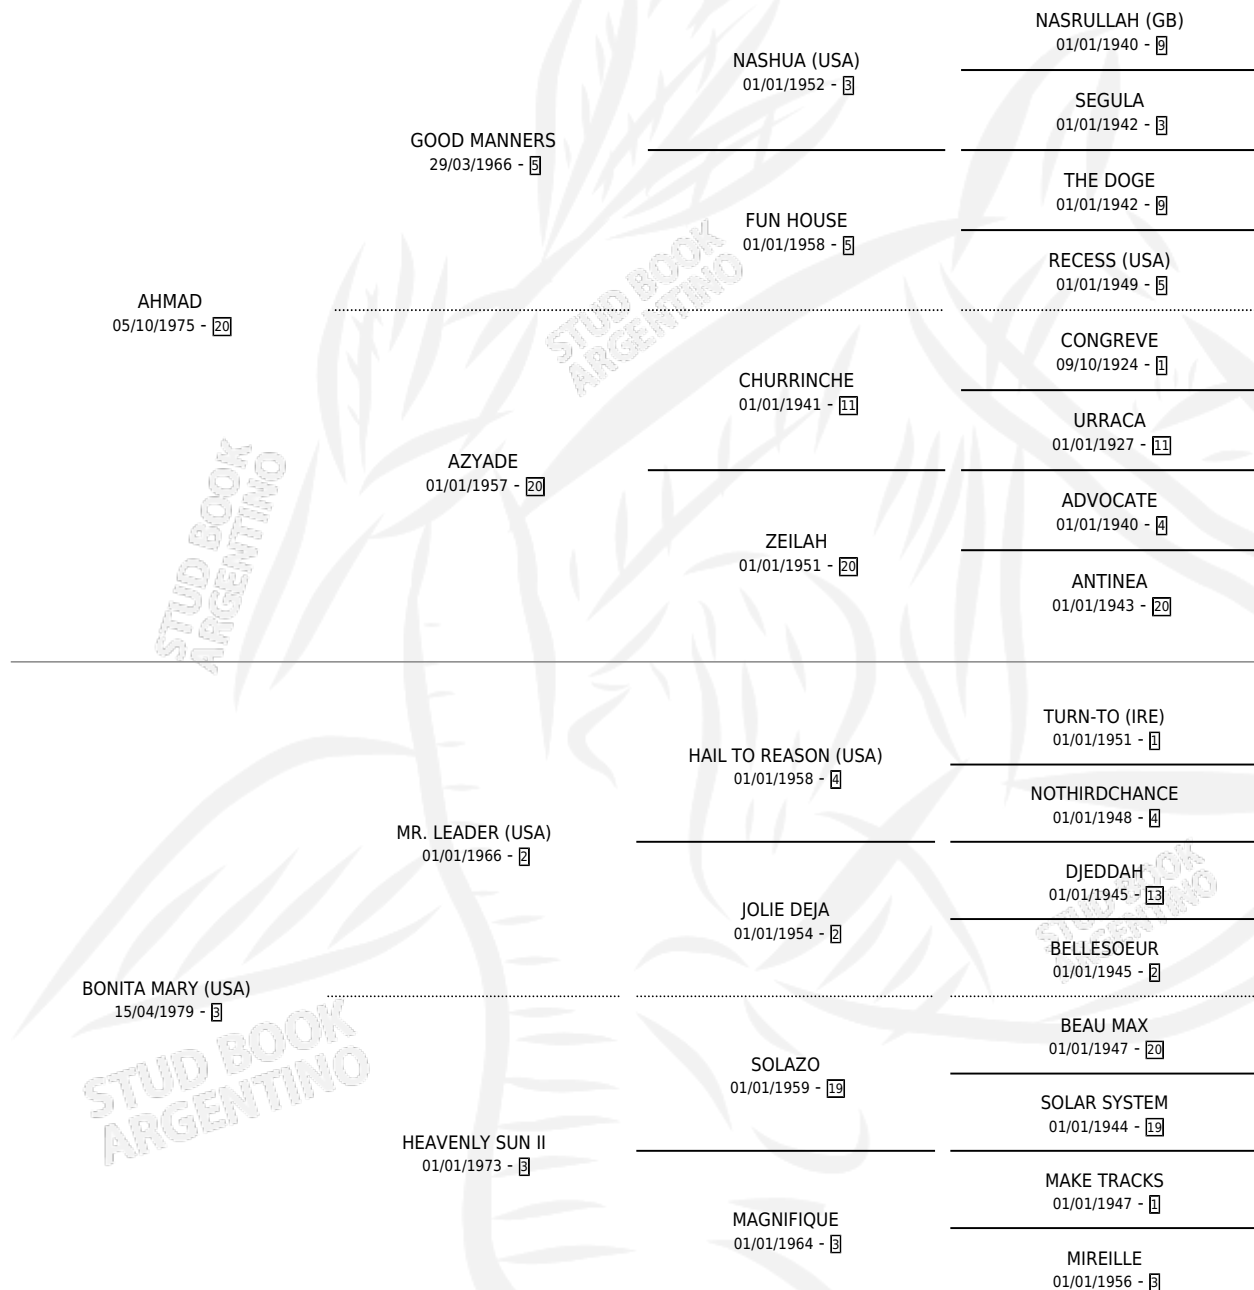 NASRULLAH (GB)
01/01/1940 - 9
NASHUA (USA)
01/01/1952 - 3
SEGULA
01/01/1942 - 3
GOOD MANNERS
29/03/1966 - 5
THE DOGE
01/01/1942 - 9
FUN HOUSE
01/01/1958 - 5
RECESS (USA)
01/01/1949 - 5
AHMAD
05/10/1975 - 20
CONGREVE
09/10/1924 - 1
CHURRINCHE
01/01/1941 - 11
URRACA
01/01/1927 - 11
AZYADE
01/01/1957 - 20
ADVOCATE
01/01/1940 - 4
ZEILAH
01/01/1951 - 20
ANTINEA
01/01/1943 - 20
TURN-TO (IRE)
01/01/1951 - 1
HAIL TO REASON (USA)
01/01/1958 - 4
NOTHIRDCHANCE
01/01/1948 - 4
MR. LEADER (USA)
01/01/1966 - 2
DJEDDAH
01/01/1945 - 13
JOLIE DEJA
01/01/1954 - 2
BELLESOEUR
01/01/1945 - 2
BONITA MARY (USA)
15/04/1979 - 3
BEAU MAX
01/01/1947 - 20
SOLAZO
01/01/1959 - 19
SOLAR SYSTEM
01/01/1944 - 19
HEAVENLY SUN II
01/01/1973 - 3
MAKE TRACKS
01/01/1947 - 1
MAGNIFIQUE
01/01/1964 - 3
MIREILLE
01/01/1956 - 3
STUD BOOK
ARGENTINO
STUD BOOK
ARGENTINO
STUD BOOK
ARGENTINO
STUD BOOK
ARGENTINO